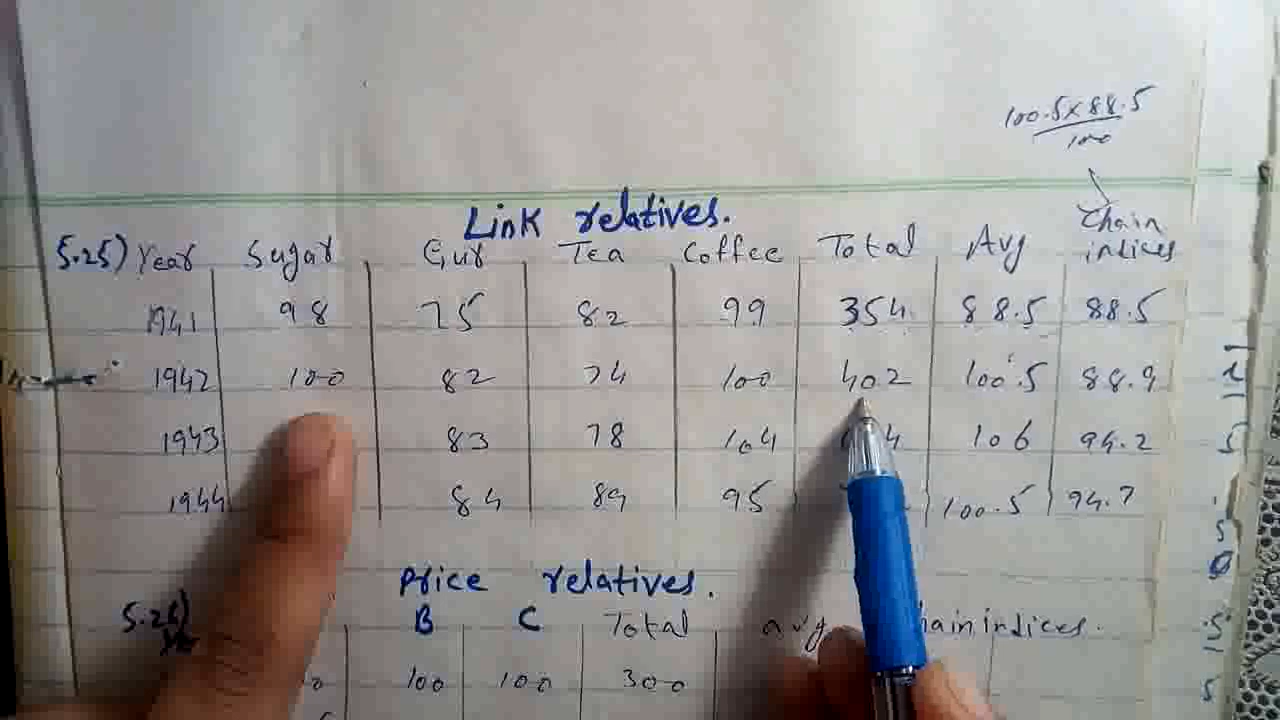 100.5×88.5
100
Link relatives.
5.25) Year Sugar Gur Tea Coffee Total Avg Chain indices
1941 98 75 82 99 354 88.5 88.5
1942 100 82 74 100 402 100.5 88.9
1943 83 78 104 4 106 94.2
1944 84 89 95 100.5 94.7
Price relatives.
5.26)
B C Total avg hain indices.
100 100 300